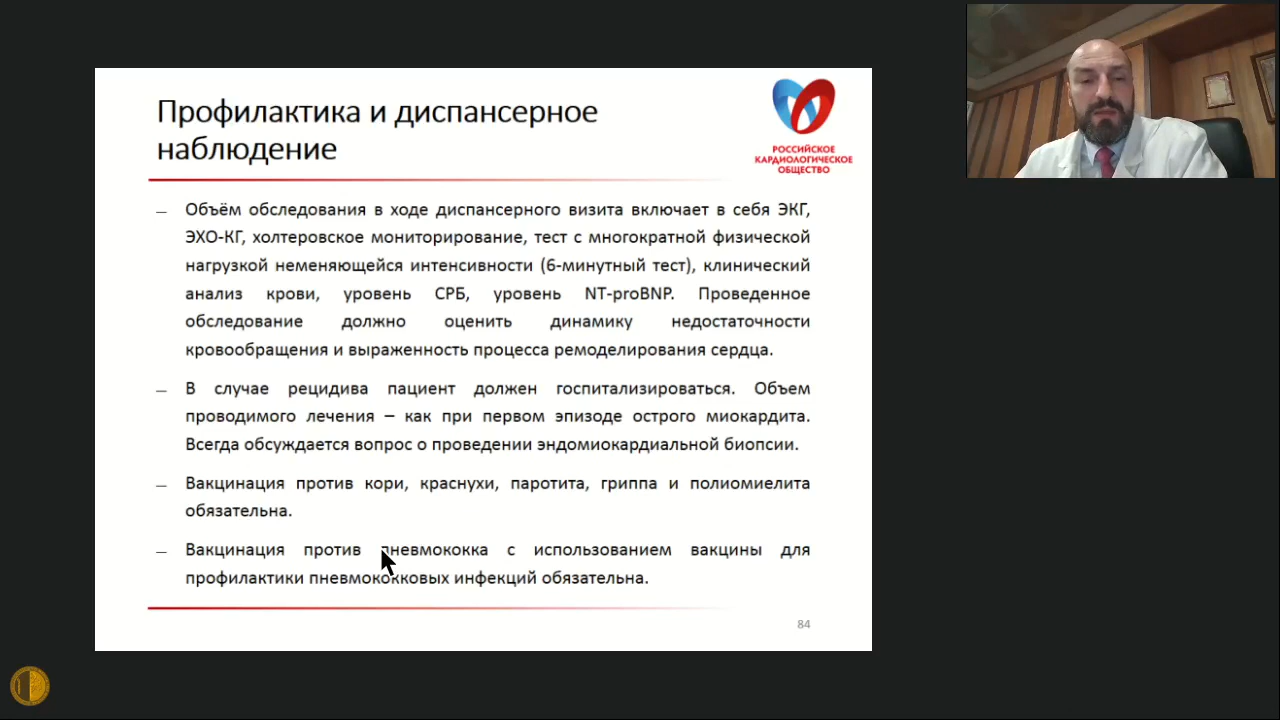 Профилактика и диспансерное
наблюдение
РОССИЙСКОЕ
КАРДИОЛОГИЧЕСКОЕ
ОБЩЕСТВО
– Объём обследования в ходе диспансерного визита включает в себя ЭКГ,
ЭХО-КГ, холтеровское мониторирование, тест с многократной физической
нагрузкой неменяющейся интенсивности (6-минутный тест), клинический
анализ крови, уровень СРБ, уровень NT-proBNP. Проведенное
обследование должно оценить динамику недостаточности
кровообращения и выраженность процесса ремоделирования сердца.
– В случае рецидива пациент должен госпитализироваться. Объем
проводимого лечения – как при первом эпизоде острого миокардита.
Всегда обсуждается вопрос о проведении эндомиокардиальной биопсии.
– Вакцинация против кори, краснухи, паротита, гриппа и полиомиелита
обязательна.
– Вакцинация против пневмококка с использованием вакцины для
профилактики пневмококковых инфекций обязательна.
84